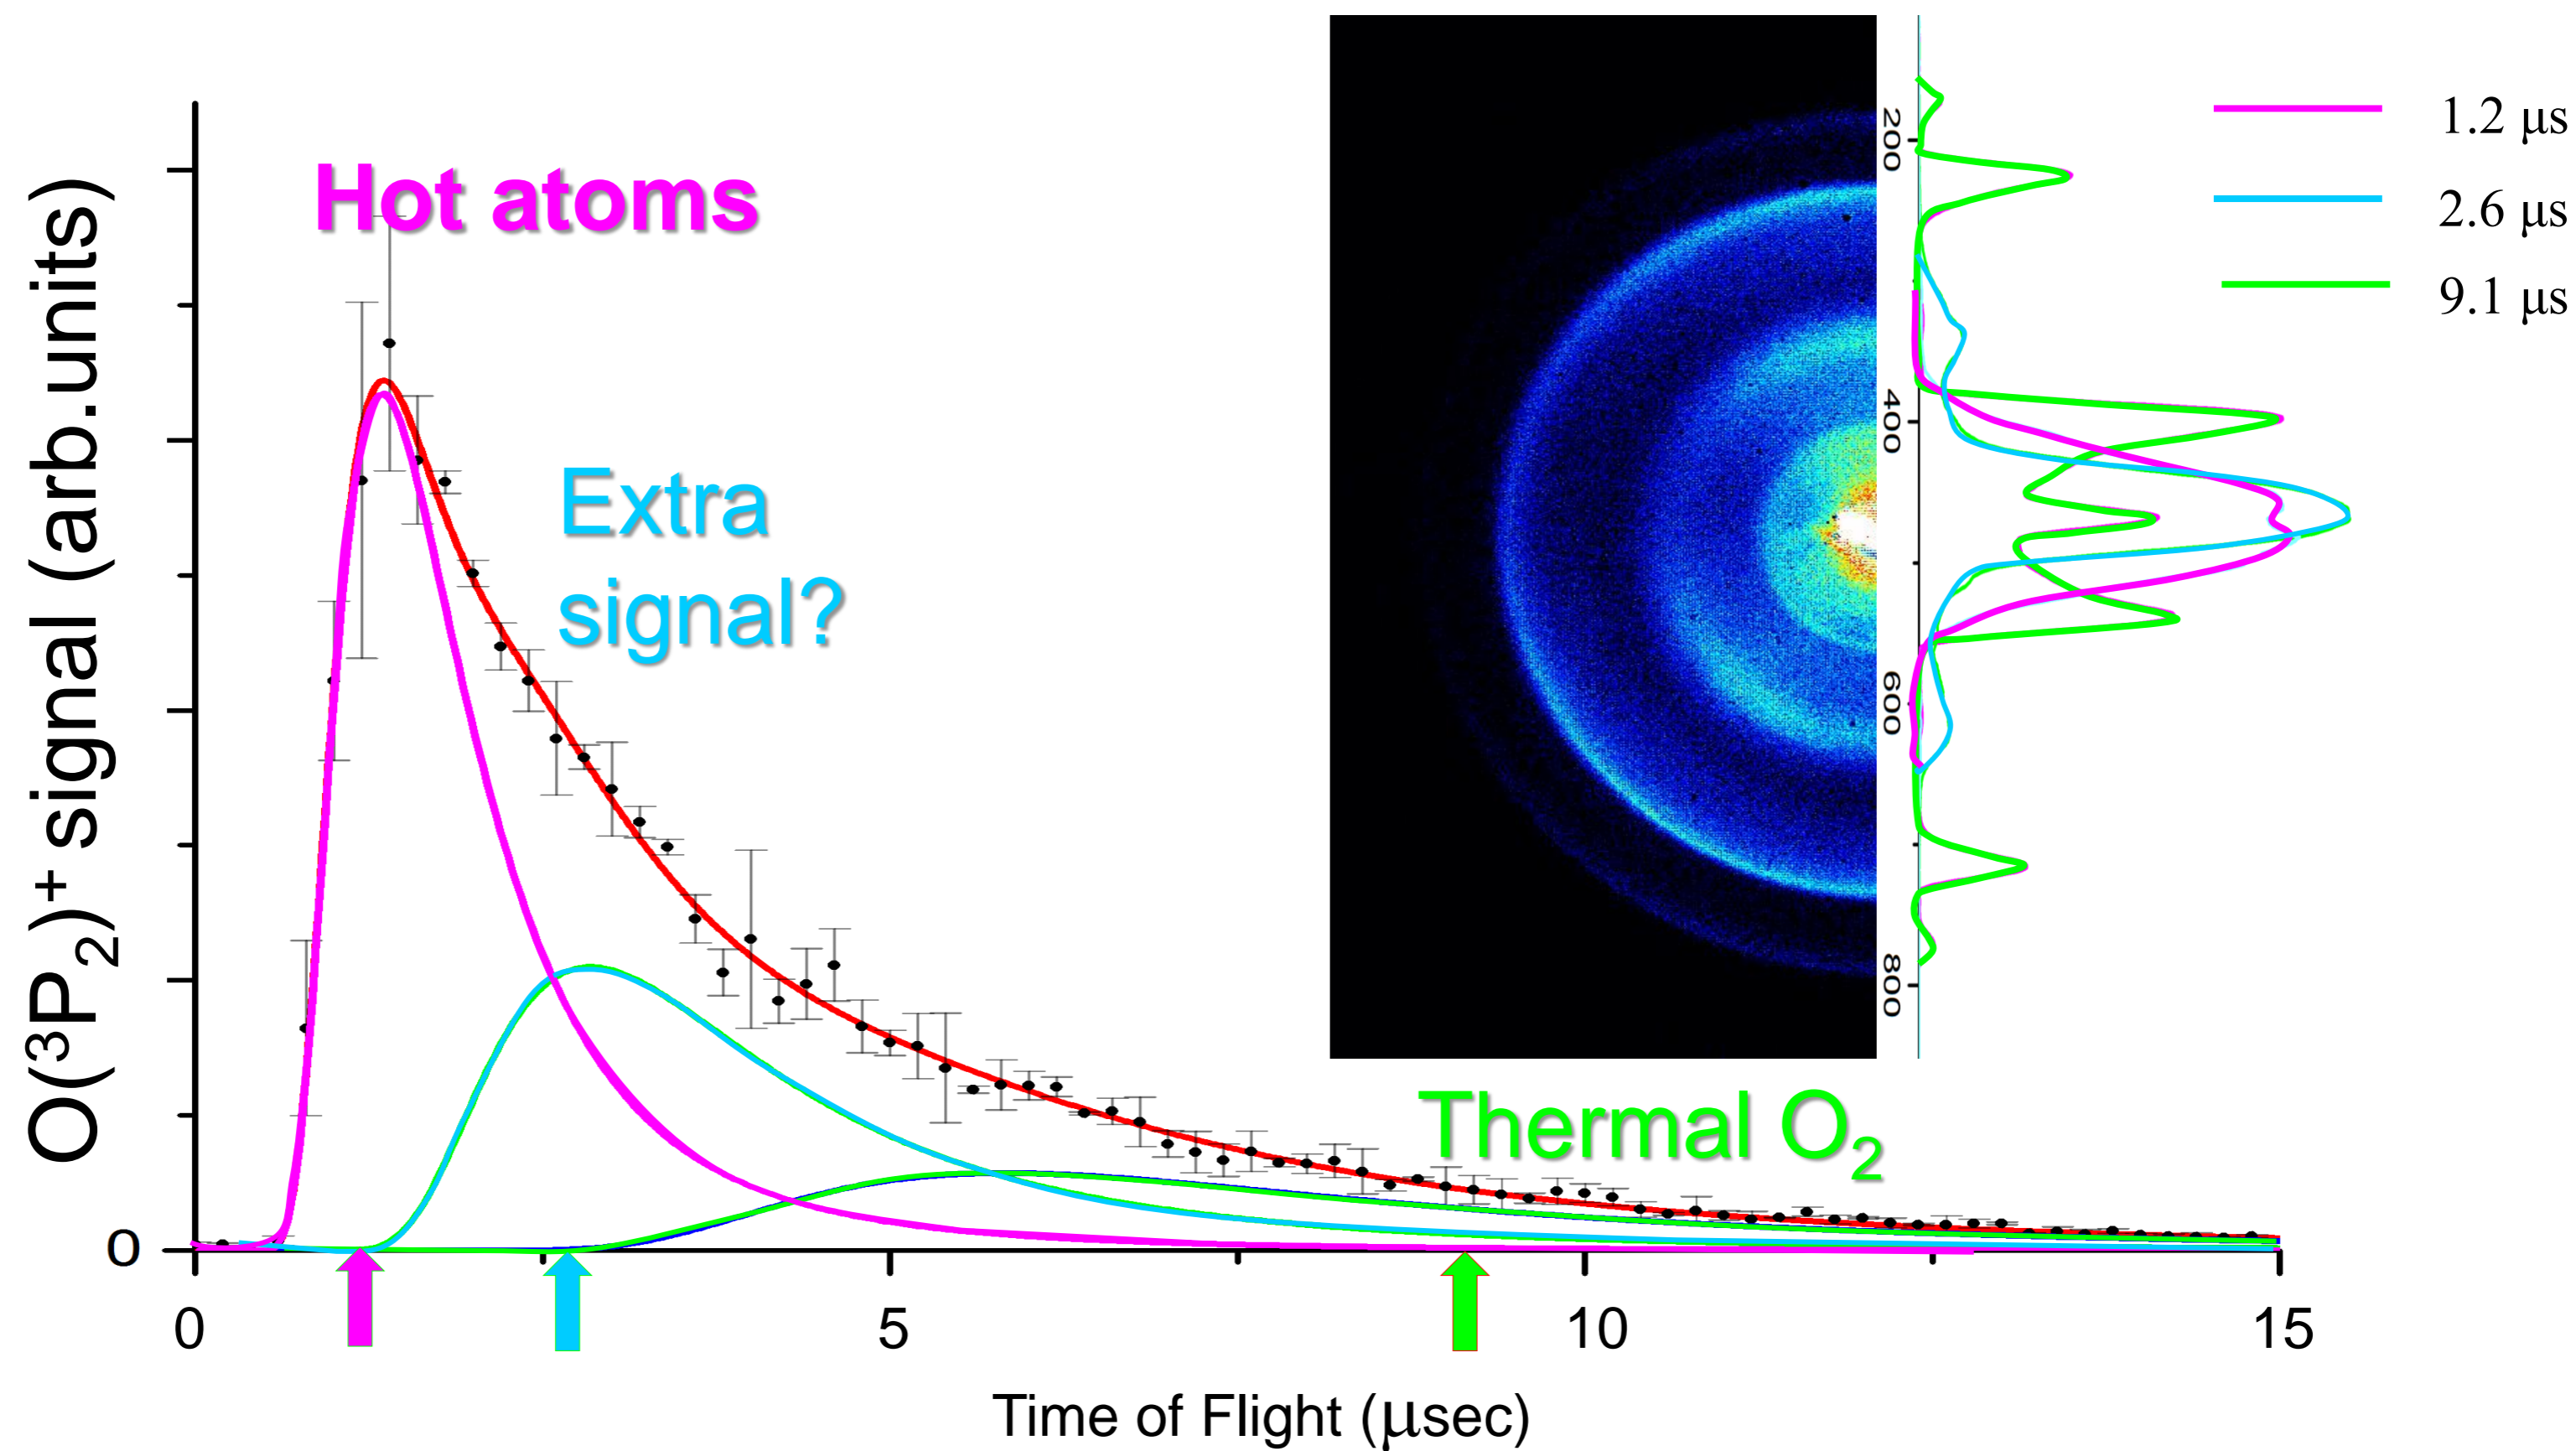 O(³P₂)⁺ signal (arb.units)
Hot atoms
Extra
signal?
Thermal O₂
1.2 μs
2.6 μs
9.1 μs
200
400
600
800
0
0
5
10
15
Time of Flight (μsec)